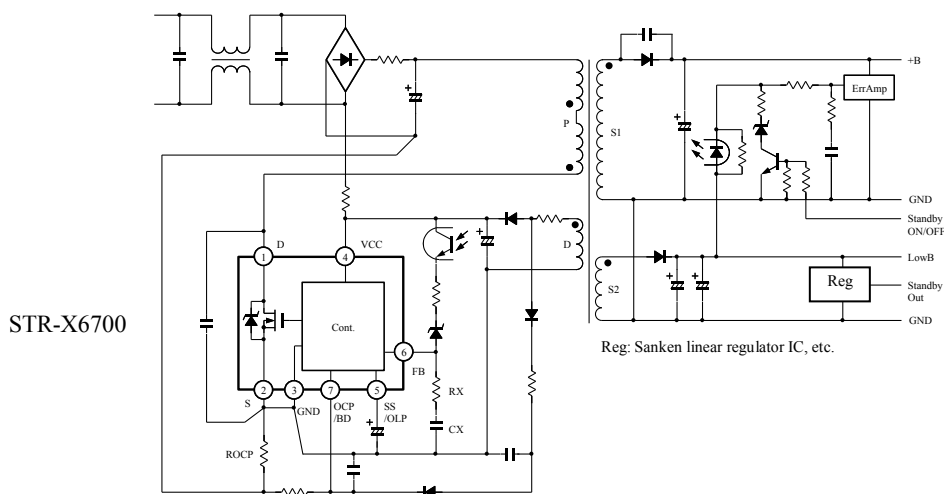 +B
ErrAmp
P
S1
GND
Standby
ON/OFF
D
D
VCC
1
4
LowB
S2
Reg
Standby
Out
STR-X6700
Cont.
GND
Reg: Sanken linear regulator IC, etc.
6
FB
2
3
7
5
S
GND
OCP
/BD
SS
/OLP
RX
CX
ROCP
+
+
+
+
+
+